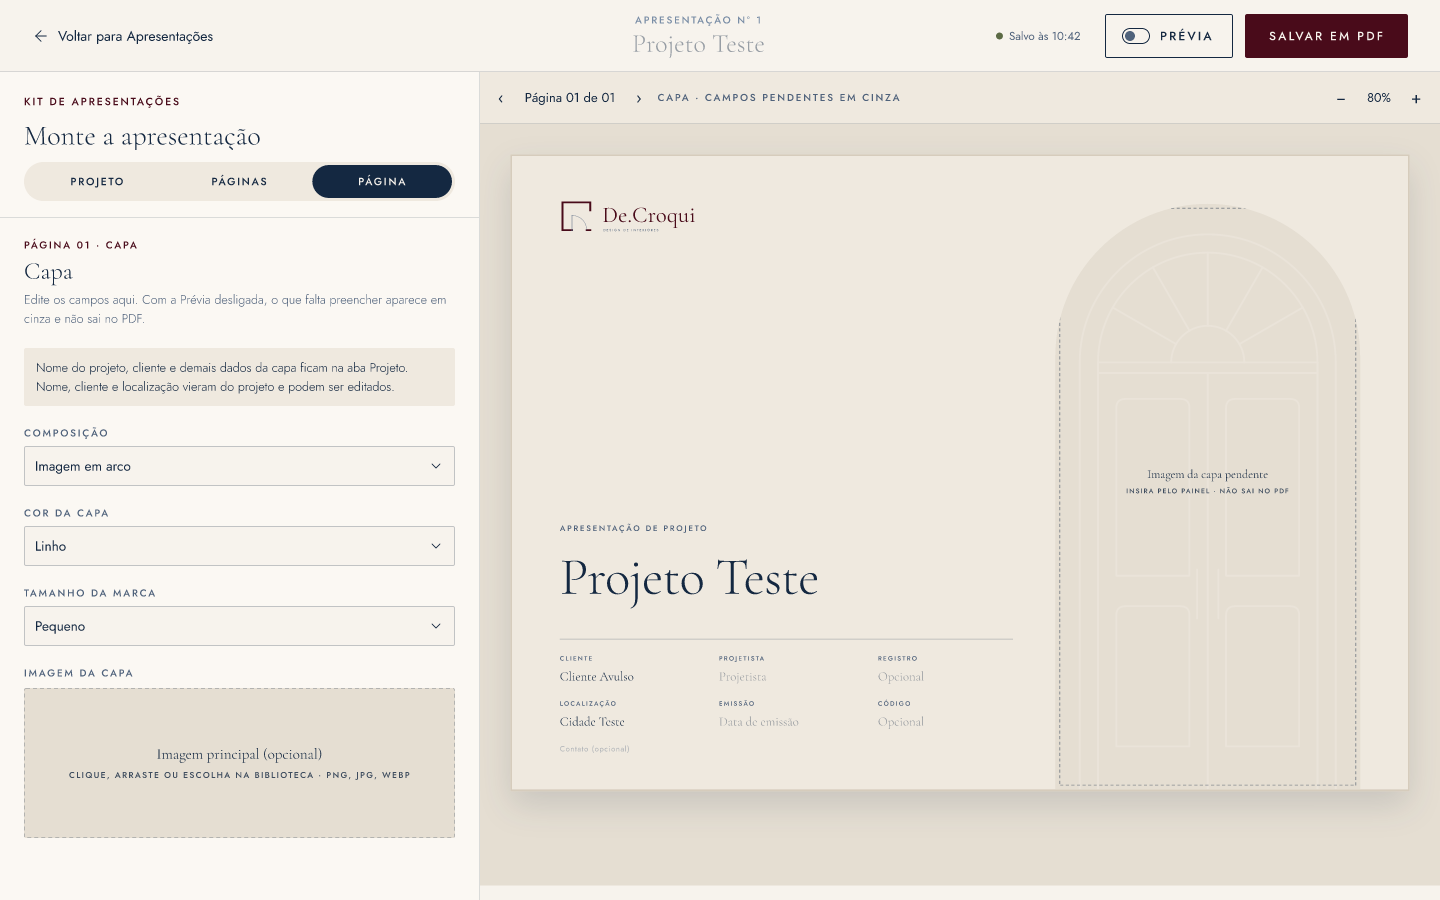 Voltar para Apresentações
APRESENTAÇÃO Nº 1
Projeto Teste
Salvo às 10:42
PRÉVIA
SALVAR EM PDF
KIT DE APRESENTAÇÕES
Monte a apresentação
PROJETO
PÁGINAS
PÁGINA
PÁGINA 01 · CAPA
Capa
Edite os campos aqui. Com a Prévia desligada, o que falta preencher aparece em
cinza e não sai no PDF.
Nome do projeto, cliente e demais dados da capa ficam na aba Projeto.
Nome, cliente e localização vieram do projeto e podem ser editados.
COMPOSIÇÃO
Imagem em arco
COR DA CAPA
Linho
TAMANHO DA MARCA
Pequeno
IMAGEM DA CAPA
Imagem principal (opcional)
CLIQUE, ARRASTE OU ESCOLHA NA BIBLIOTECA · PNG, JPG, WEBP
‹ Página 01 de 01 ›
CAPA · CAMPOS PENDENTES EM CINZA
− 80% +
De.Croqui
DESIGN DE INTERIORES
Imagem da capa pendente
INSIRA PELO PAINEL · NÃO SAI NO PDF
APRESENTAÇÃO DE PROJETO
Projeto Teste
CLIENTE
Cliente Avulso
PROJETISTA
Projetista
REGISTRO
Opcional
LOCALIZAÇÃO
Cidade Teste
EMISSÃO
Data de emissão
CÓDIGO
Opcional
Contato (opcional)